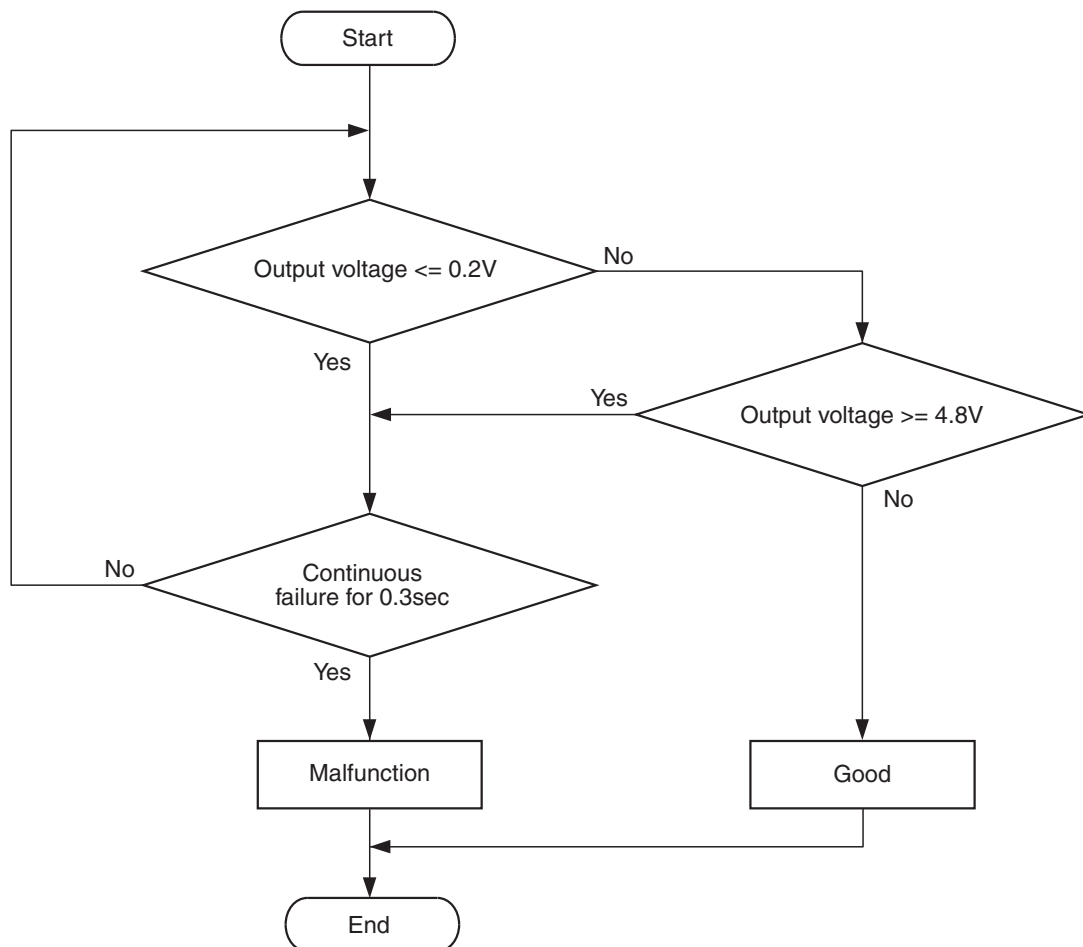 Start
Output voltage <= 0.2V
No
Yes
Yes
Output voltage >= 4.8V
No
No
Continuous
failure for 0.3sec
Yes
Malfunction
Good
End